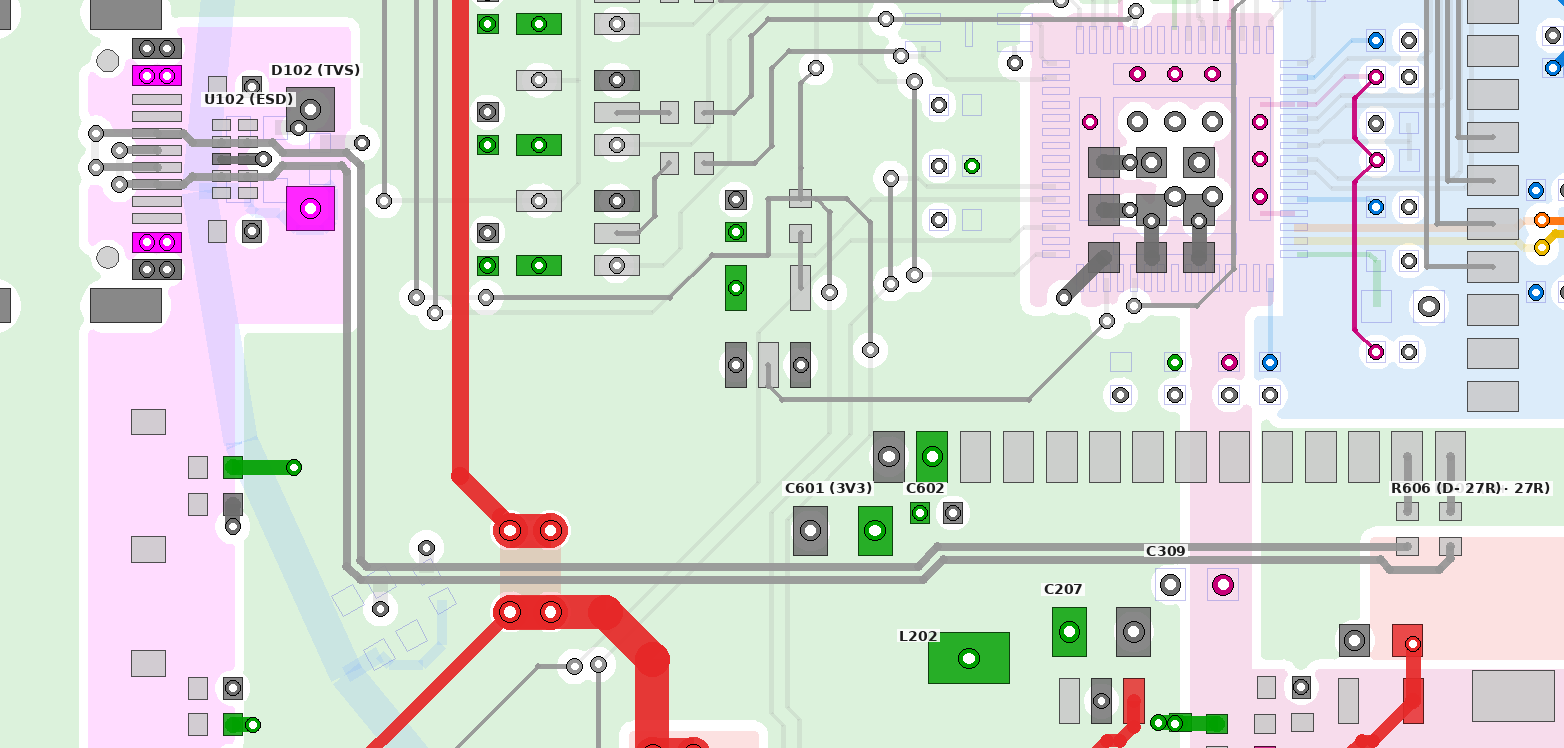 D102 (TVS)
U102 (ESD)
C601 (3V3)
C602
R606 (D- 27R)· 27R)
C309
C207
L202